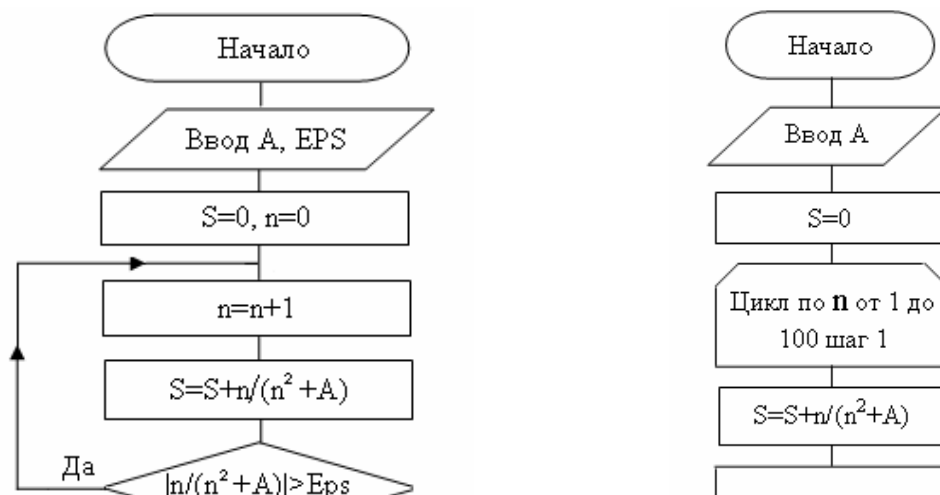 Начало
Ввод A, EPS
S=0, n=0
n=n+1
S=S+n/(n² +A)
Да
|n/(n² +A)|>Eps
Начало
Ввод A
S=0
Цикл по n от 1 до
100 шаг 1
S=S+n/(n²+A)